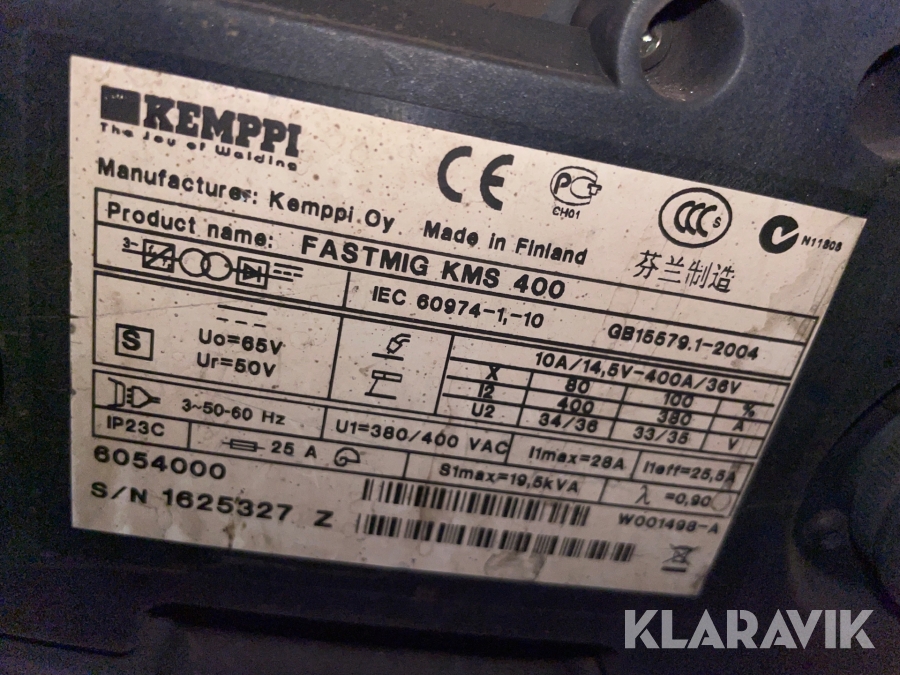 KEMPPI
The Joy of Welding
CE
PC
CH01
CCC S
N11808
Manufacturer: Kemppi Oy Made in Finland
芬兰制造
Product name: FASTMIG KMS 400
3~
IEC 60974-1,-10
GB15579.1-2004
S
Uo=65V
Ur=50V
10A/14,5V-400A/36V
X 80 100 %
I2 400 380 A
U2 34/36 33/35 V
3~50-60 Hz
U1=380/400 VAC
I1max=28A
I1eff=25,5A
IP23C
25 A
S1max=19,5kVA
λ =0,90
6054000
W001498-A
S/N 1625327 Z
KLARAVIK